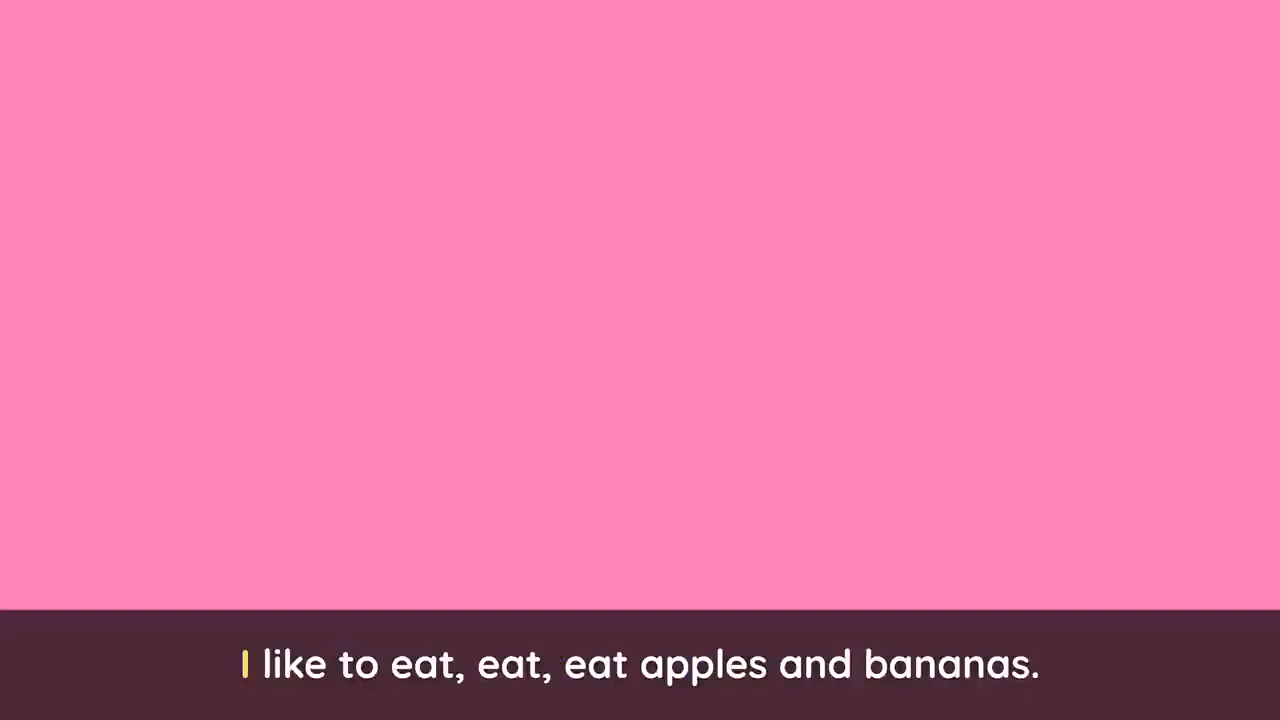 I like to eat, eat, eat apples and bananas.